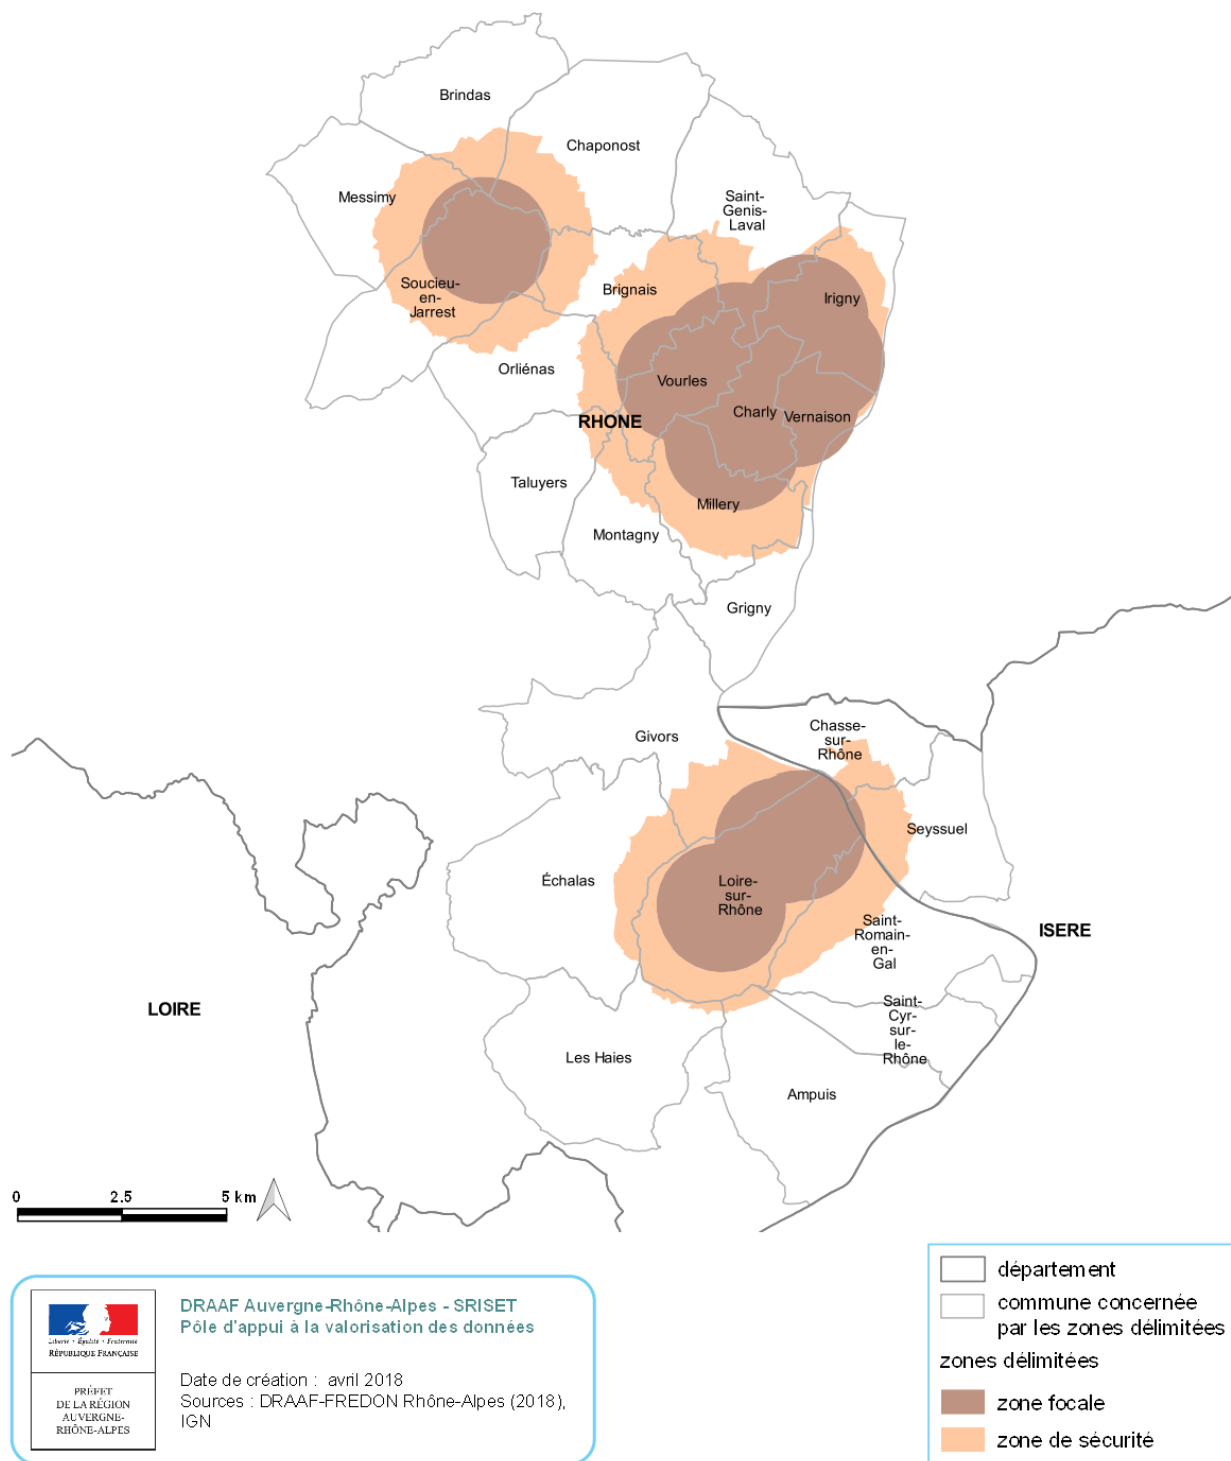 Brindas
Chaponost
Messimy
Saint-
Genis-
Laval
Soucieu-
en-
Jarrest
Brignais
Irigny
Orliénas
Vourles
Charly
Vernaison
RHONE
Taluyers
Millery
Montagny
Grigny
Givors
Chasse-
sur-
Rhône
Seyssuel
Échalas
Loire-
sur-
Rhône
Saint-
Romain-
en-
Gal
ISERE
LOIRE
Saint-
Cyr-
sur-
le-
Rhône
Les Haies
Ampuis
0 2.5 5 km
Liberté • Égalité • Fraternité
RÉPUBLIQUE FRANÇAISE
PRÉFET
DE LA RÉGION
AUVERGNE-
RHÔNE-ALPES
DRAAF Auvergne-Rhône-Alpes - SRISET
Pôle d'appui à la valorisation des données
Date de création : avril 2018
Sources : DRAAF-FREDON Rhône-Alpes (2018),
IGN
département
commune concernée
par les zones délimitées
zones délimitées
zone focale
zone de sécurité